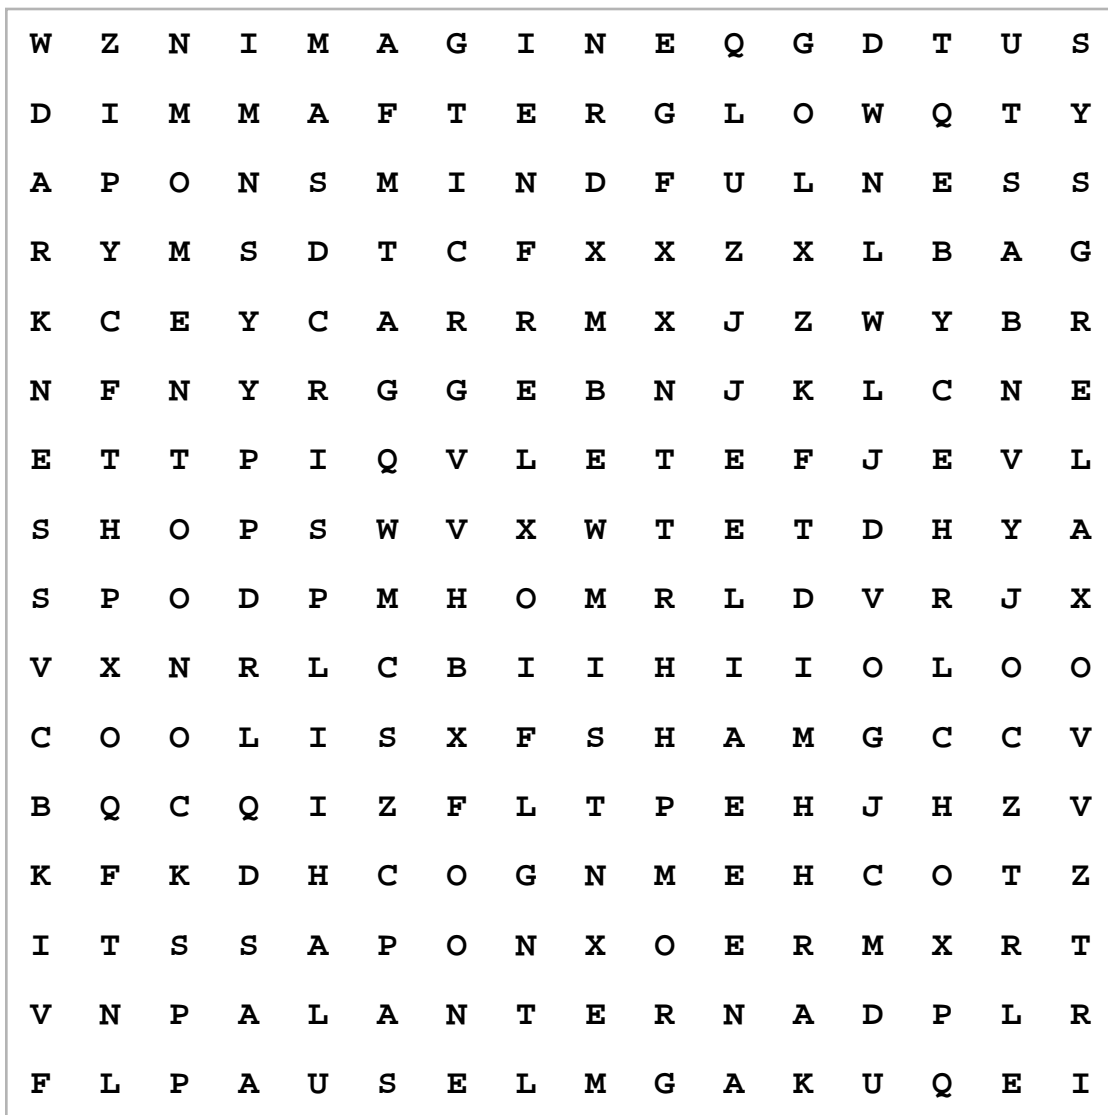 W Z N I M A G I N E Q G D T U S
D I M M A F T E R G L O W Q T Y
A P O N S M I N D F U L N E S S
R Y M S D T C F X X Z X L B A G
K C E Y C A R R M X J Z W Y B R
N F N Y R G G E B N J K L C N E
E T T P I Q V L E T E F J E V L
S H O P S W V X W T E T D H Y A
S P O D P M H O M R L D V R J X
V X N R L C B I I H I I O L O O
C O O L I S X F S H A M G C C V
B Q C Q I Z F L T P E H J H Z V
K F K D H C O G N M E H C O T Z
I T S S A P O N X O E R M X R T
V N P A L A N T E R N A D P L R
F L P A U S E L M G A K U Q E I